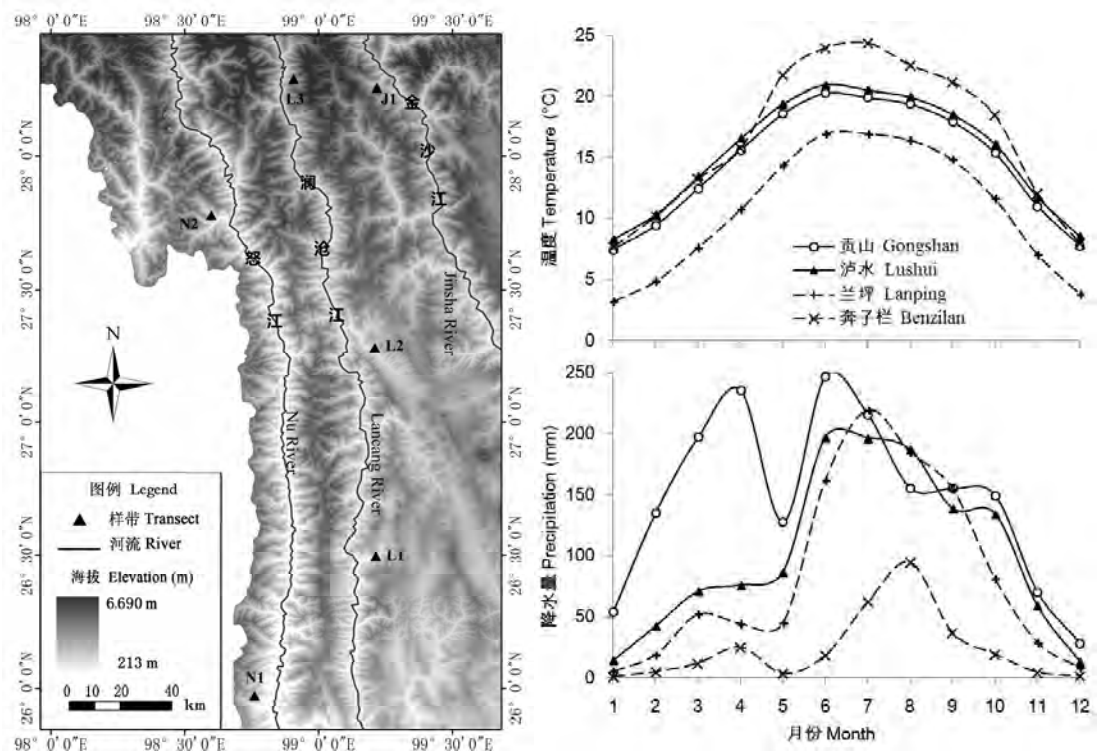 98° 0'0"E
98° 30'0"E
99° 0'0"E
99° 30'0"E
28° 0'0"N
27° 30'0"N
27° 0'0"N
26° 30'0"N
26° 0'0"N
L3
J1
金
沙
江
Jinsha River
澜
沧
江
Lancang River
N2
怒
江
Nu River
L2
L1
N1
N
图例 Legend
样带 Transect
河流 River
海拔 Elevation (m)
6.690 m
213 m
0 10 20 40
km
28° 0'0"N
27° 30'0"N
27° 0'0"N
26° 30'0"N
26° 0'0"N
98° 0'0"E
98° 30'0"E
99° 0'0"E
99° 30'0"E
温度 Temperature (°C)
25
20
15
10
5
0
贡山 Gongshan
泸水 Lushui
兰坪 Lanping
奔子栏 Benzilan
降水量 Precipitation (mm)
250
200
150
100
50
0
1 2 3 4 5 6 7 8 9 10 11 12
月份 Month